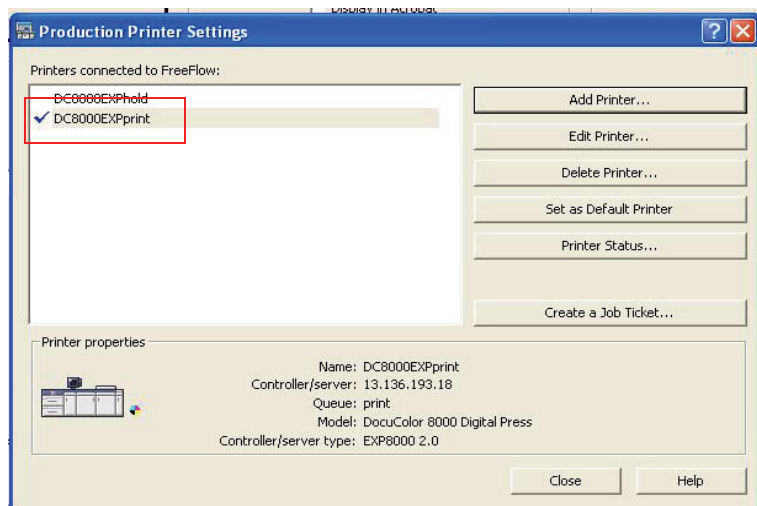 Display in Acrobat
Production Printer Settings
Printers connected to FreeFlow:
DC8000EXPhold
DC8000EXPprint
Add Printer...
Edit Printer...
Delete Printer...
Set as Default Printer
Printer Status...
Create a Job Ticket...
Printer properties
Name: DC8000EXPprint
Controller/server: 13.136.193.18
Queue: print
Model: DocuColor 8000 Digital Press
Controller/server type: EXP8000 2.0
Close
Help